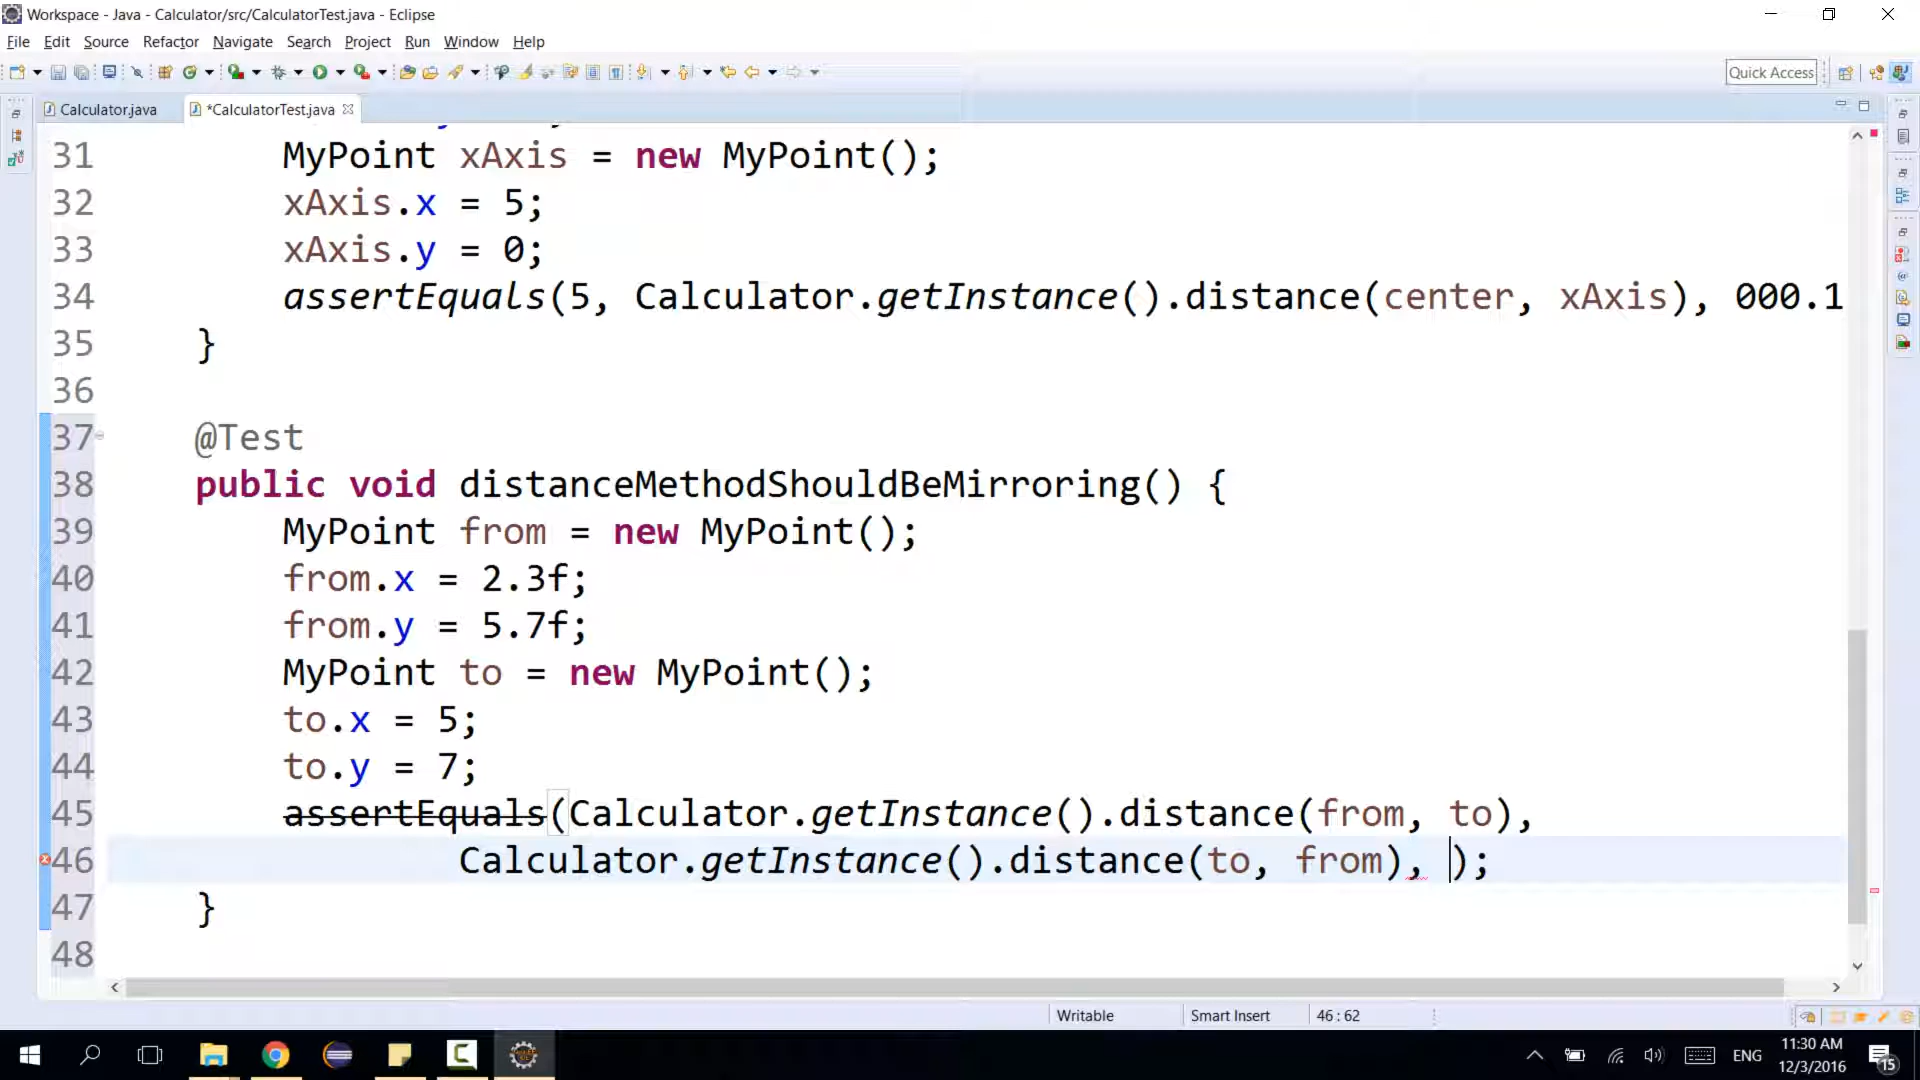 Workspace - Java - Calculator/src/CalculatorTest.java - Eclipse
File Edit Source Refactor Navigate Search Project Run Window Help
Quick Access
Calculator.java *CalculatorTest.java
31 MyPoint xAxis = new MyPoint();
32 xAxis.x = 5;
33 xAxis.y = 0;
34 assertEquals(5, Calculator.getInstance().distance(center, xAxis), 000.1
35 }
36
37 @Test
38 public void distanceMethodShouldBeMirroring() {
39 MyPoint from = new MyPoint();
40 from.x = 2.3f;
41 from.y = 5.7f;
42 MyPoint to = new MyPoint();
43 to.x = 5;
44 to.y = 7;
45 assertEquals(Calculator.getInstance().distance(from, to),
46 Calculator.getInstance().distance(to, from), );
47 }
48
Writable Smart Insert 46 : 62
ENG 11:30 AM
12/3/2016 15